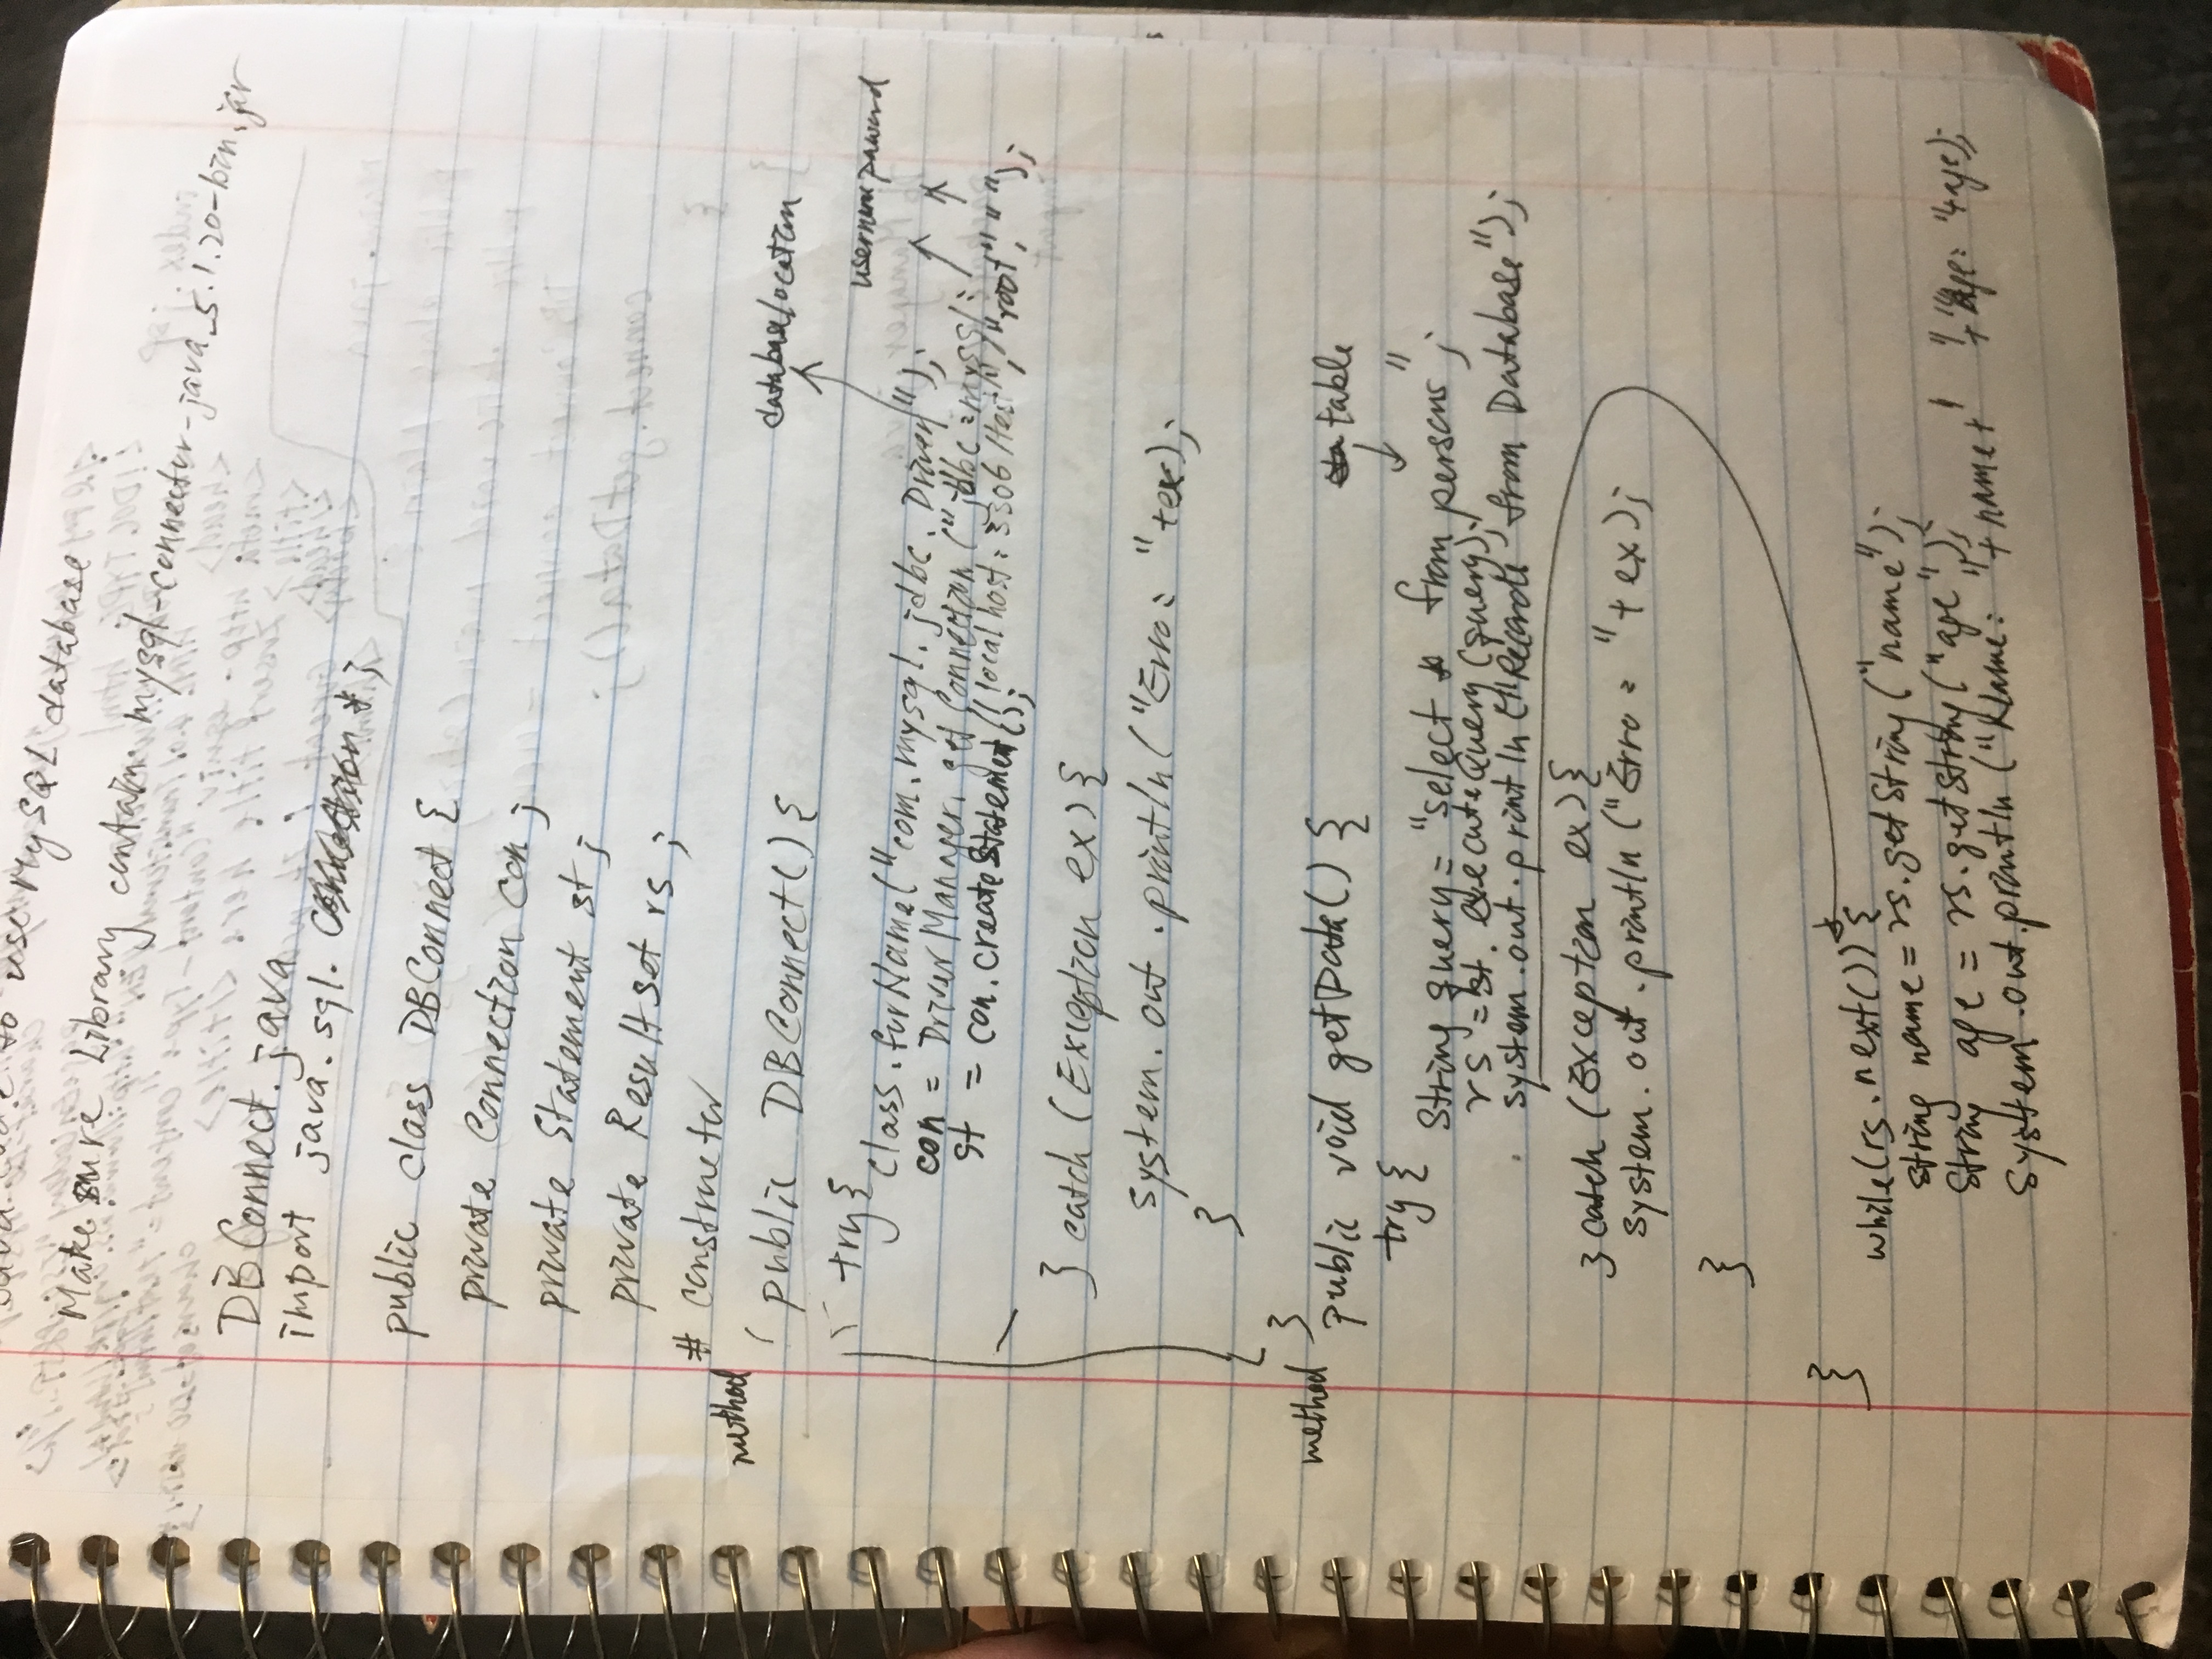 Java code to use MySQL database
Make sure Library contain mysql-connector-java_5.1.20-bin.jar
DBConnect.java
import java.sql. Connection *;
public class DBConnect {
private Connection con;
private Statement st;
private ResultSet rs;
# constructor
method
public DBConnect(){
databaselocation
try{
username paword
class.forName("com.mysql.jdbc.Driver");
con = DriverManager.getConnection("jdbc:mysql:
//localhost:3306/test","root","");
st = con.createStatement();
} catch (Exception ex){
system.out.println("Erro: "+ex);
}
}
method
public void getData(){
table
try{
String query="select * from persons";
rs =st.executeQuery(query);
system.out.println("Records from Database");
} catch (Exception ex){
system.out.println("Erro: "+ex);
}
}
while(rs.next()){
string name=rs.getString("name");
String age = rs.getString("age");
System.out.println("Name: "+name+" "+"Age: "+age);